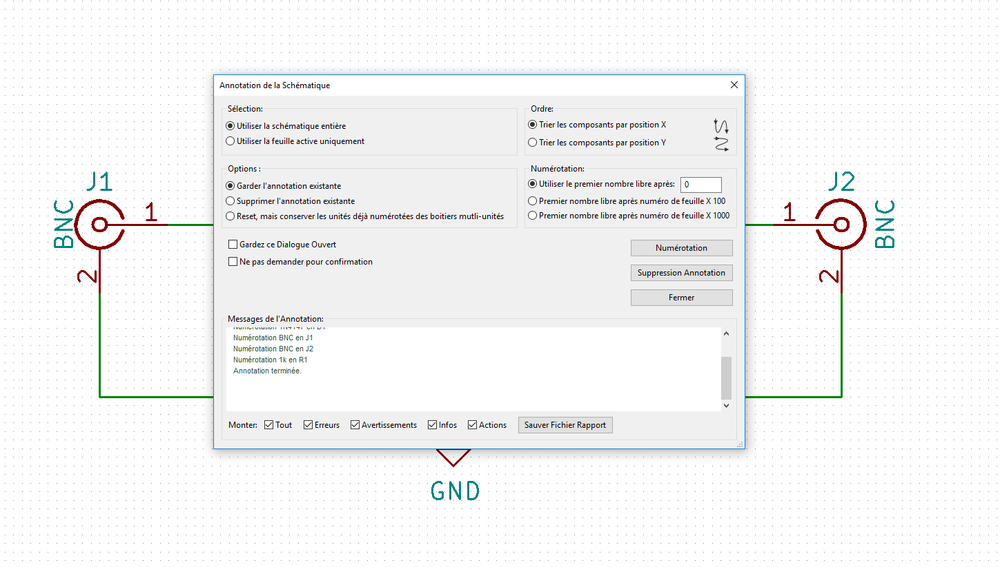 Annotation de la Schématique
Sélection:
Utiliser la schématique entière
Utiliser la feuille active uniquement
Ordre:
Trier les composants par position X
Trier les composants par position Y
Options :
Garder l'annotation existante
Supprimer l'annotation existante
Reset, mais conserver les unités déjà numérotées des boitiers mutli-unités
Numérotation:
Utiliser le premier nombre libre après: 0
Premier nombre libre après numéro de feuille X 100
Premier nombre libre après numéro de feuille X 1000
Gardez ce Dialogue Ouvert
Ne pas demander pour confirmation
Numérotation
Suppression Annotation
Fermer
Messages de l'Annotation:
Numérotation BNC en J1
Numérotation BNC en J2
Numérotation 1k en R1
Annotation terminée.
Monter: Tout Erreurs Avertissements Infos Actions Sauver Fichier Rapport
J1
BNC
1
2
J2
BNC
1
2
GND